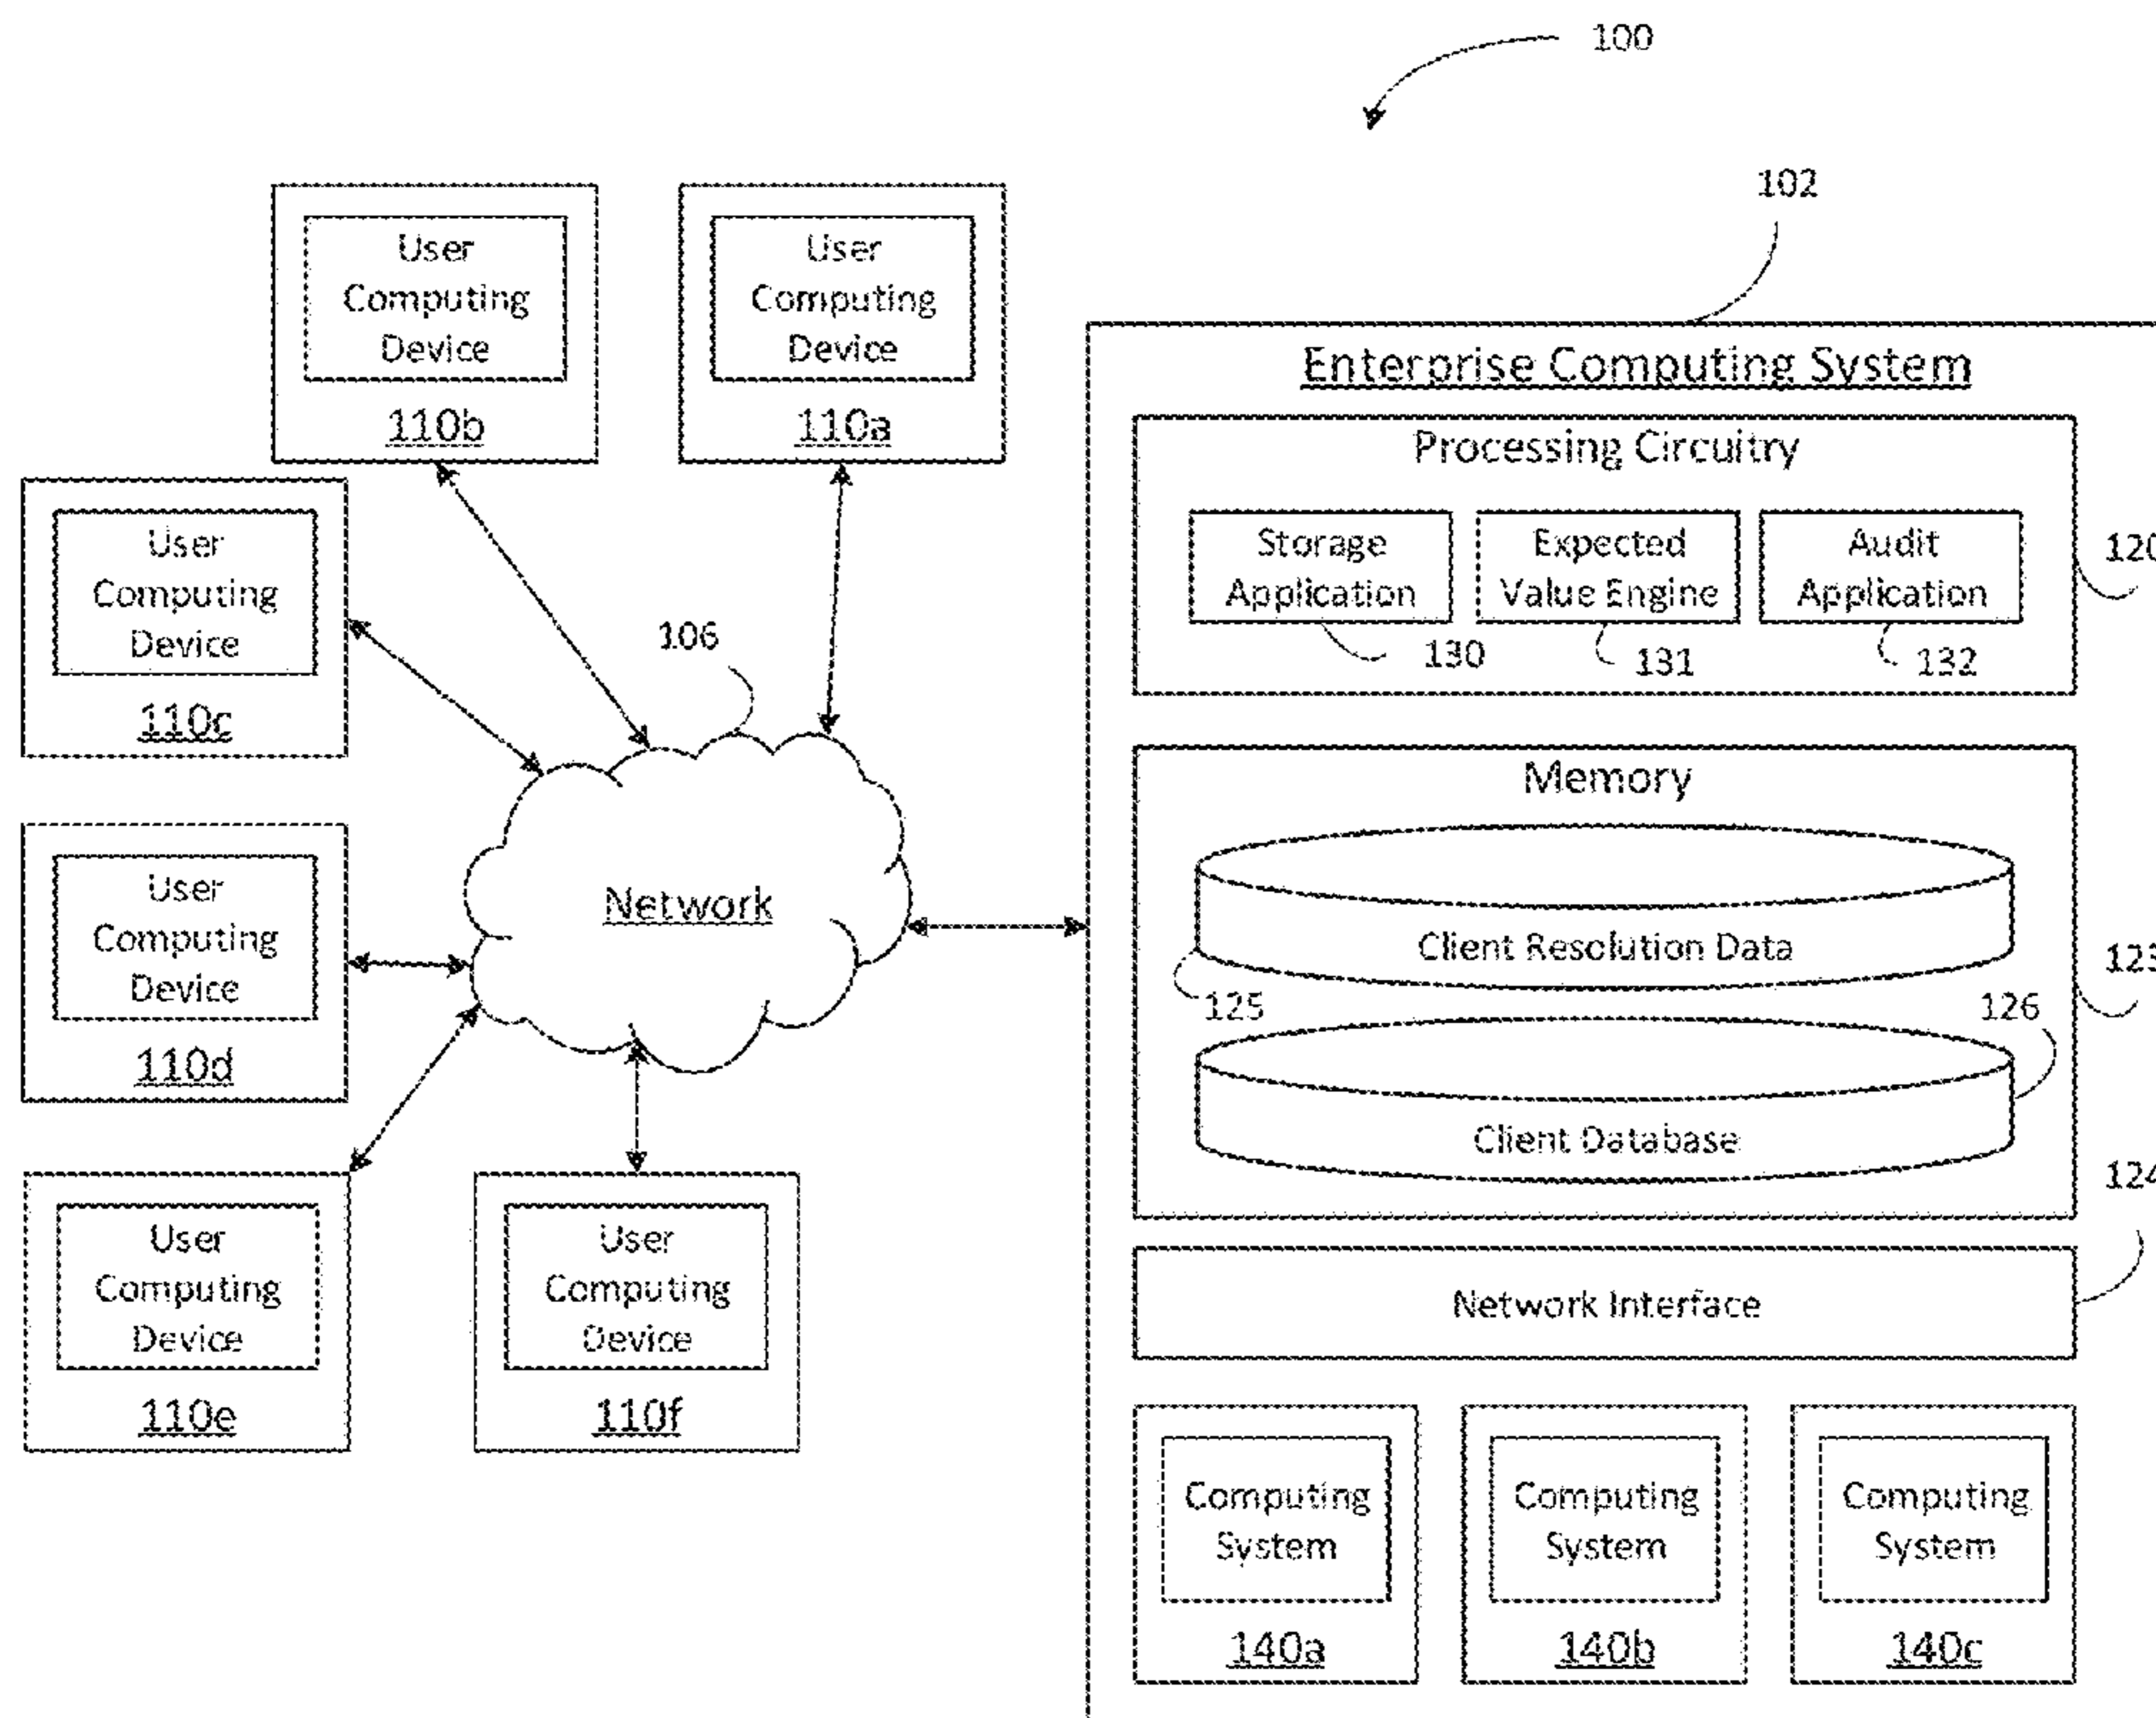 100
102
User
Computing
Device
110b
User
Computing
Device
110a
User
Computing
Device
110c
User
Computing
Device
110d
User
Computing
Device
110e
User
Computing
Device
110f
106
Network
Enterprise Computing System
Processing Circuitry
Storage
Application
130
Expected
Value Engine
131
Audit
Application
132
120
Memory
Client Resolution Data
125
123
126
Client Database
124
Network Interface
Computing
System
140a
Computing
System
140b
Computing
System
140c